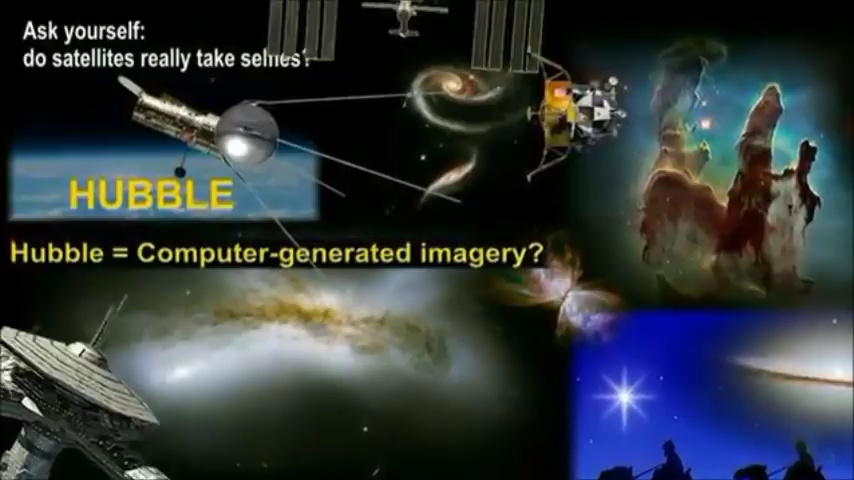 Ask yourself:
do satellites really take selfies?
HUBBLE
Hubble = Computer-generated imagery?